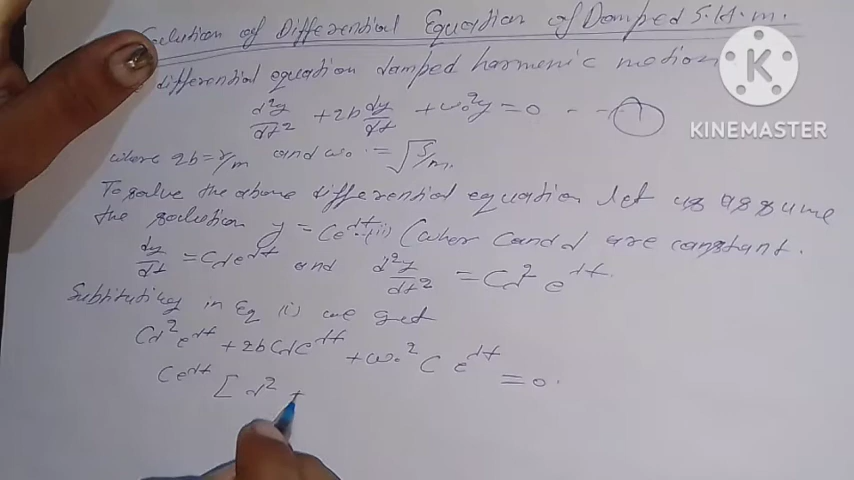 Solution of Differential Equation of Damped S.H.m.
differential equation damped harmonic motion
d²y/dt² + 2b dy/dt + ω₀²y = 0 --- (1)
where 2b = r/m and ω₀ = √S/m.
To solve the above differential equation let us assume
the solution y = Ce^αt --(ii) (where C and α are constant.
dy/dt = Cαe^αt and d²y/dt² = Cα² e^αt.
Substituting in Eq (i) we get
Cα²e^αt + 2bCαe^αt + ω₀² C e^αt = 0.
Ce^αt [α² +
K
KINEMASTER